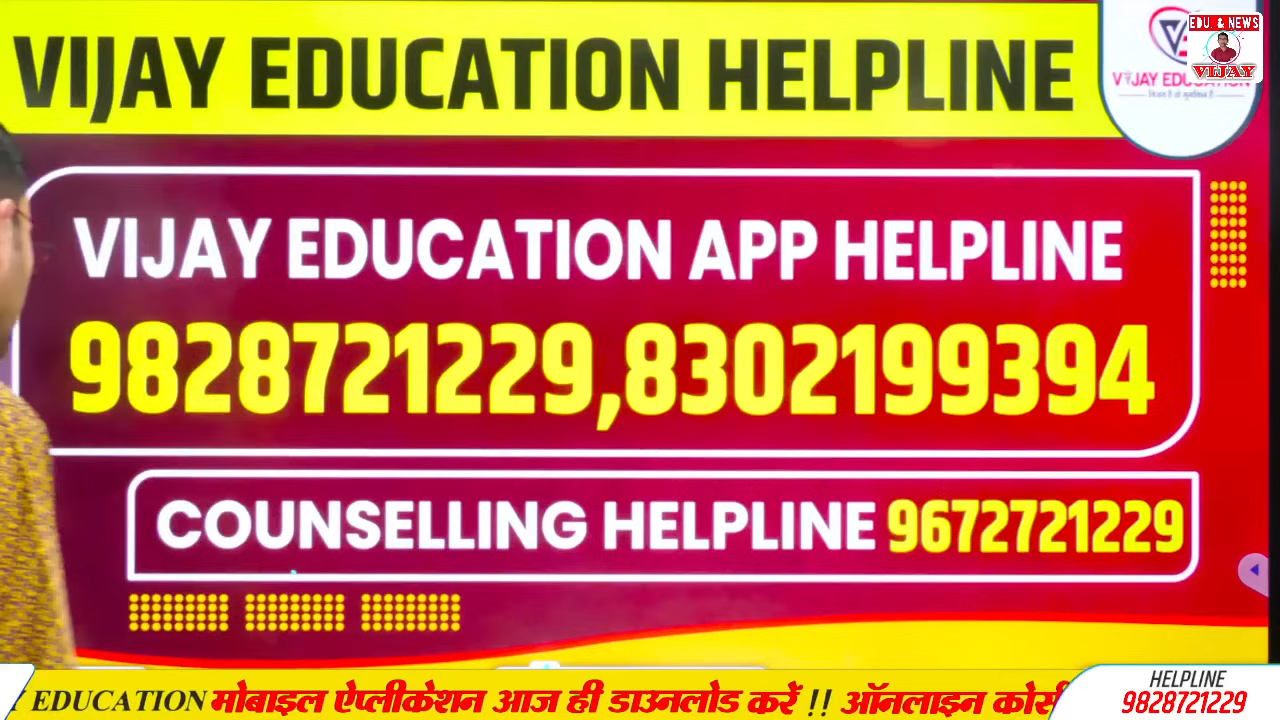 VIJAY EDUCATION HELPLINE
EDU. & NEWS
VIJAY
VIJAY EDUCATION
VIJAY EDUCATION APP HELPLINE
9828721229,8302199394
COUNSELLING HELPLINE 9672721229
EDUCATION मोबाइल ऐप्लीकेशन आज ही डाउनलोड करें !! ऑनलाइन
HELPLINE
9828721229